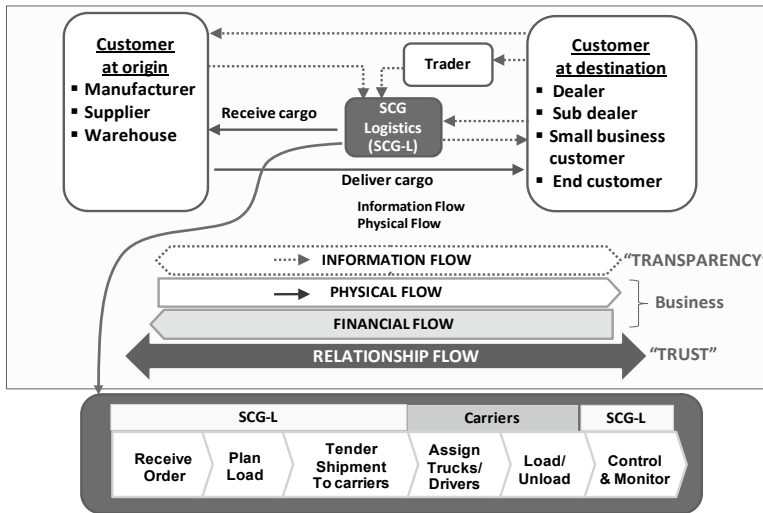 Customer
at origin
▪ Manufacturer
▪ Supplier
▪ Warehouse
Trader
Customer
at destination
▪ Dealer
▪ Sub dealer
▪ Small business
customer
▪ End customer
SCG
Logistics
(SCG-L)
Receive cargo
Deliver cargo
Information Flow
Physical Flow
INFORMATION FLOW
"TRANSPARENCY"
PHYSICAL FLOW
Business
FINANCIAL FLOW
RELATIONSHIP FLOW
"TRUST"
SCG-L
Carriers
SCG-L
Receive
Order
Plan
Load
Tender
Shipment
To carriers
Assign
Trucks/
Drivers
Load/
Unload
Control
& Monitor